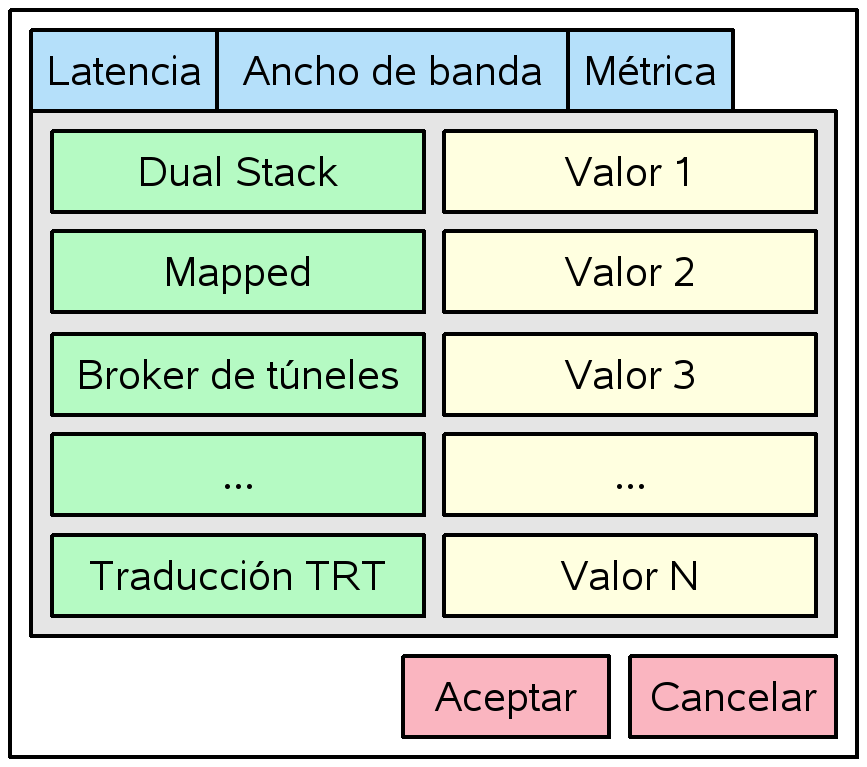 Latencia Ancho de banda Métrica
Dual Stack Valor 1
Mapped Valor 2
Broker de túneles Valor 3
... ...
Traducción TRT Valor N
Aceptar Cancelar